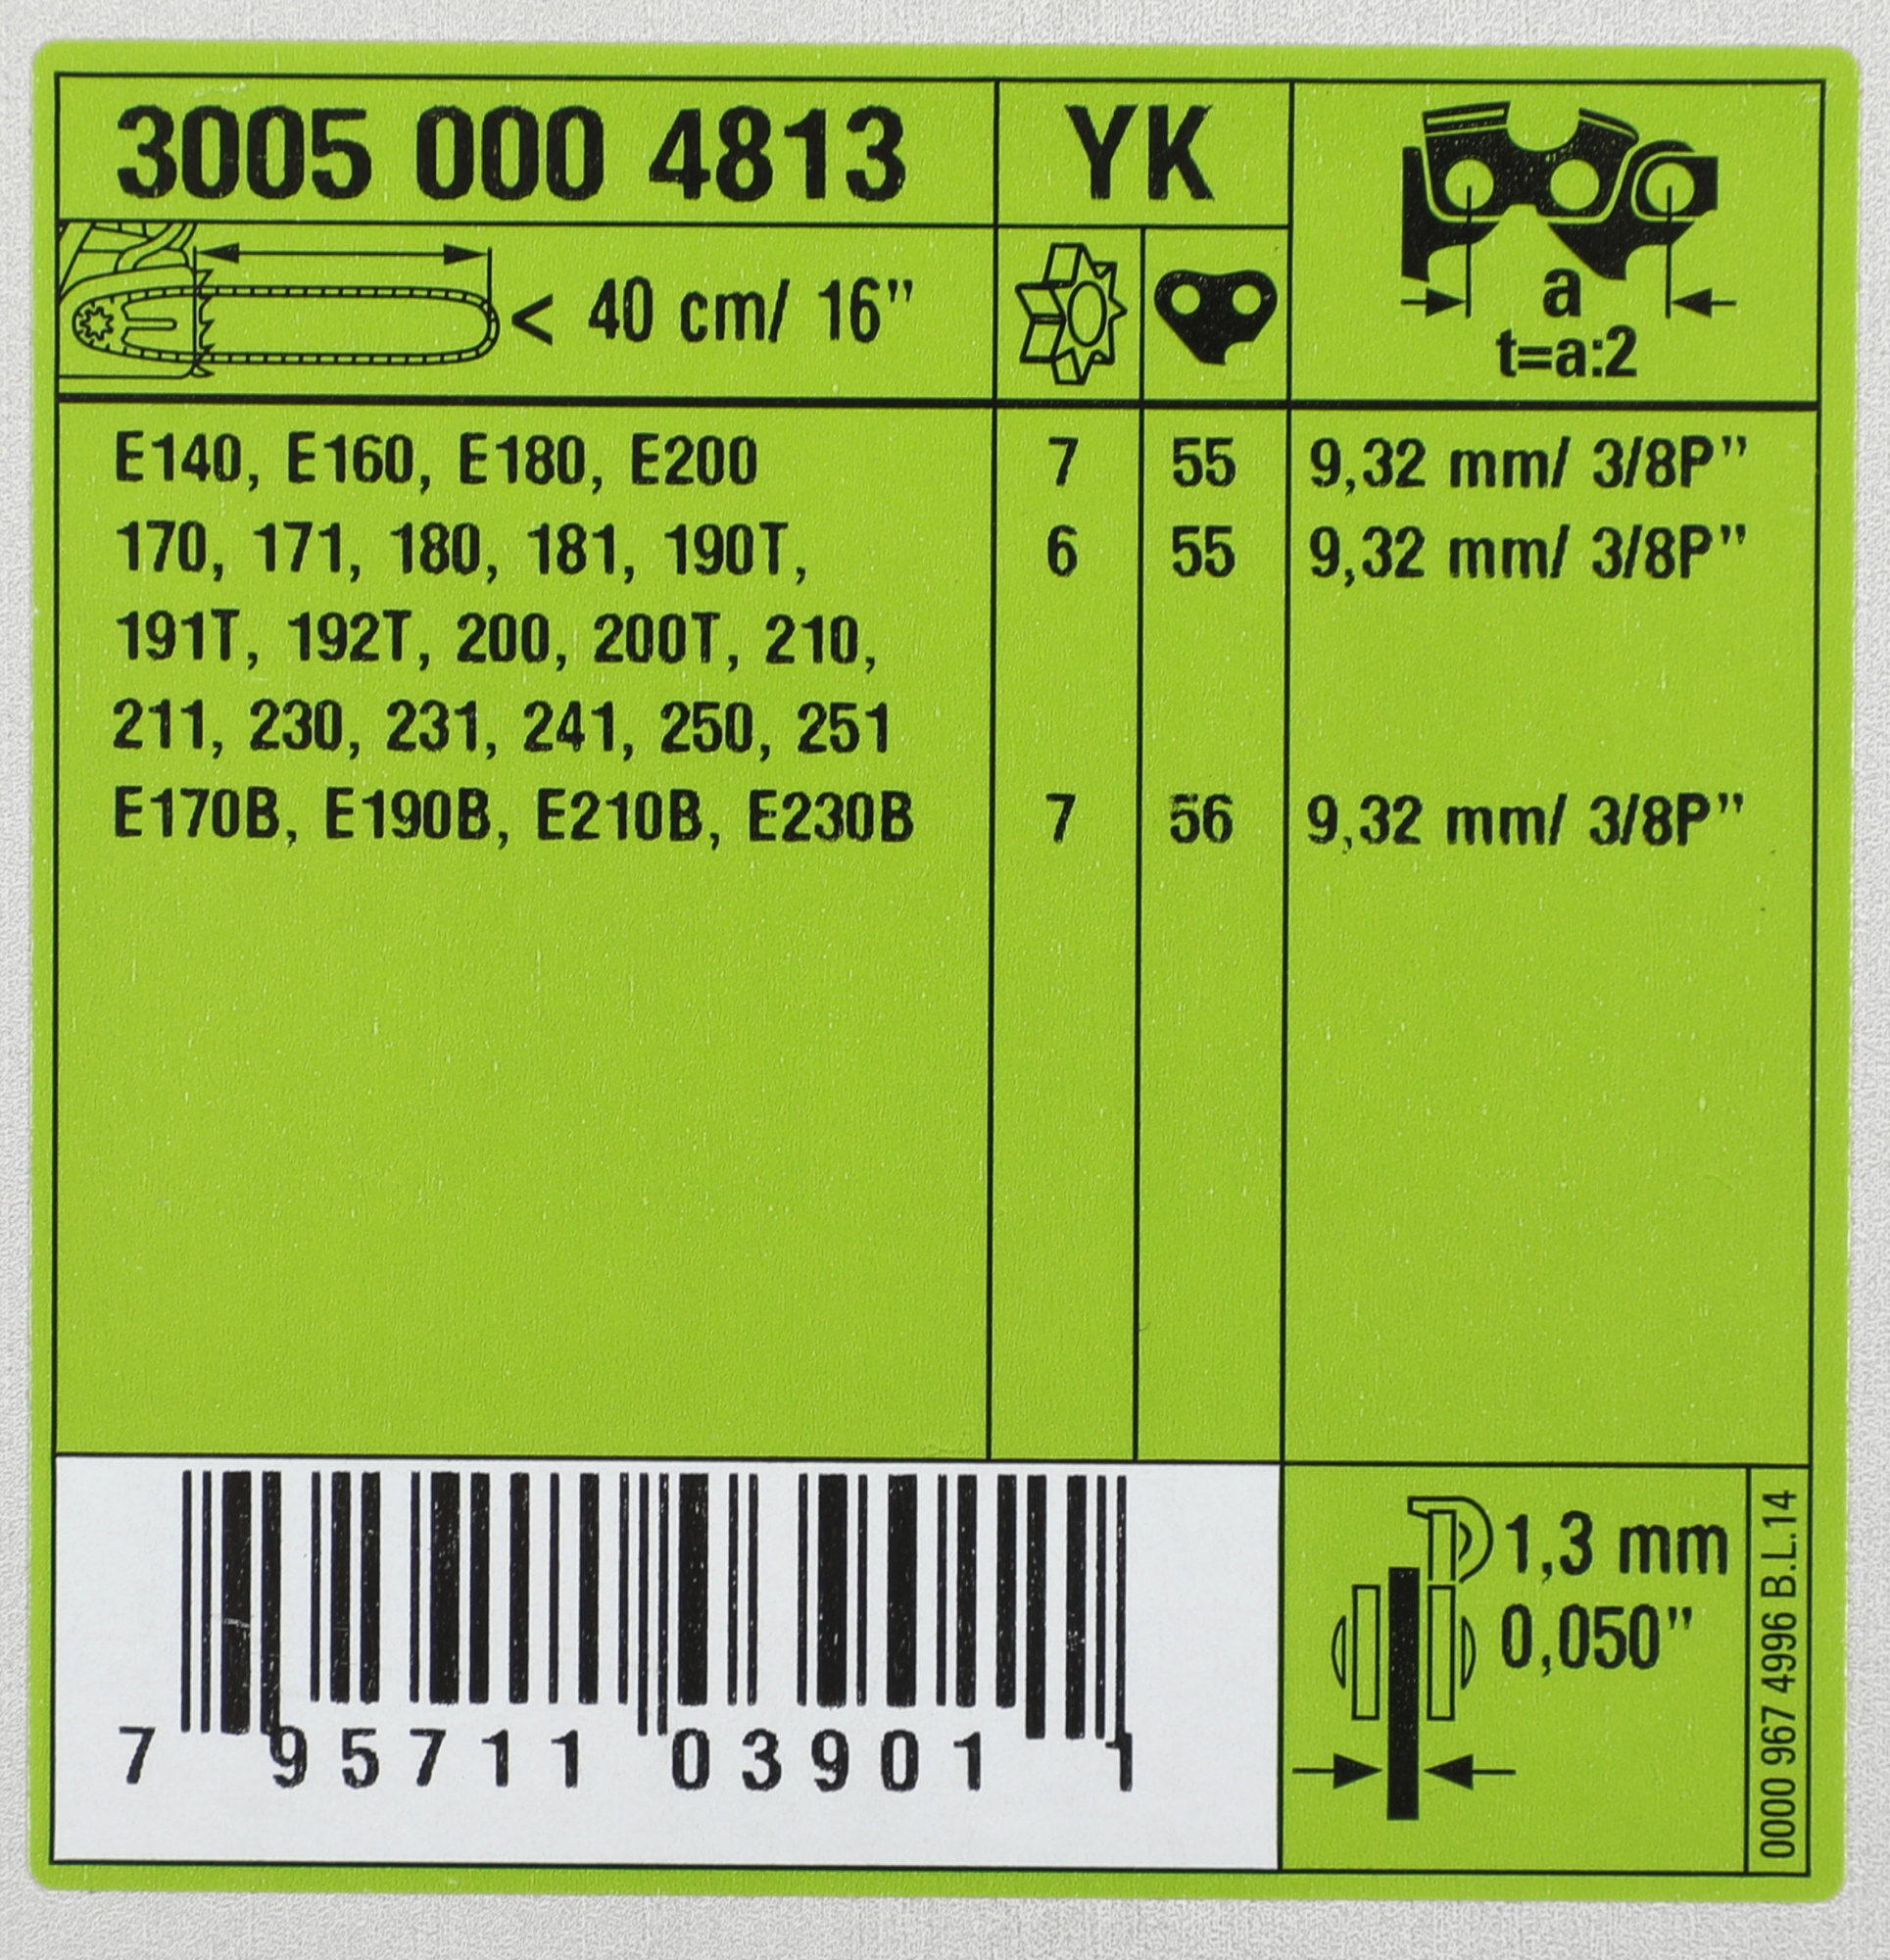 3005 000 4813 YK
< 40 cm/ 16"
a
t=a:2
E140, E160, E180, E200 7 55 9,32 mm/ 3/8P"
170, 171, 180, 181, 190T, 6 55 9,32 mm/ 3/8P"
191T, 192T, 200, 200T, 210,
211, 230, 231, 241, 250, 251
E170B, E190B, E210B, E230B 7 56 9,32 mm/ 3/8P"
1,3 mm
0,050"
7 95711 03901 1
0000 967 4996 B.L.14